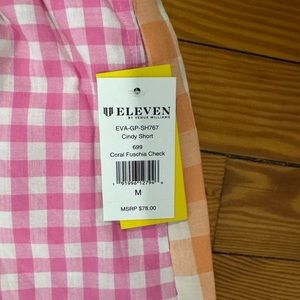 ELEVEN
BY VENUS WILLIAMS
EVA-GP-SH767
Cindy Short
699
Coral Fuschia Check
M
MSRP $78.00